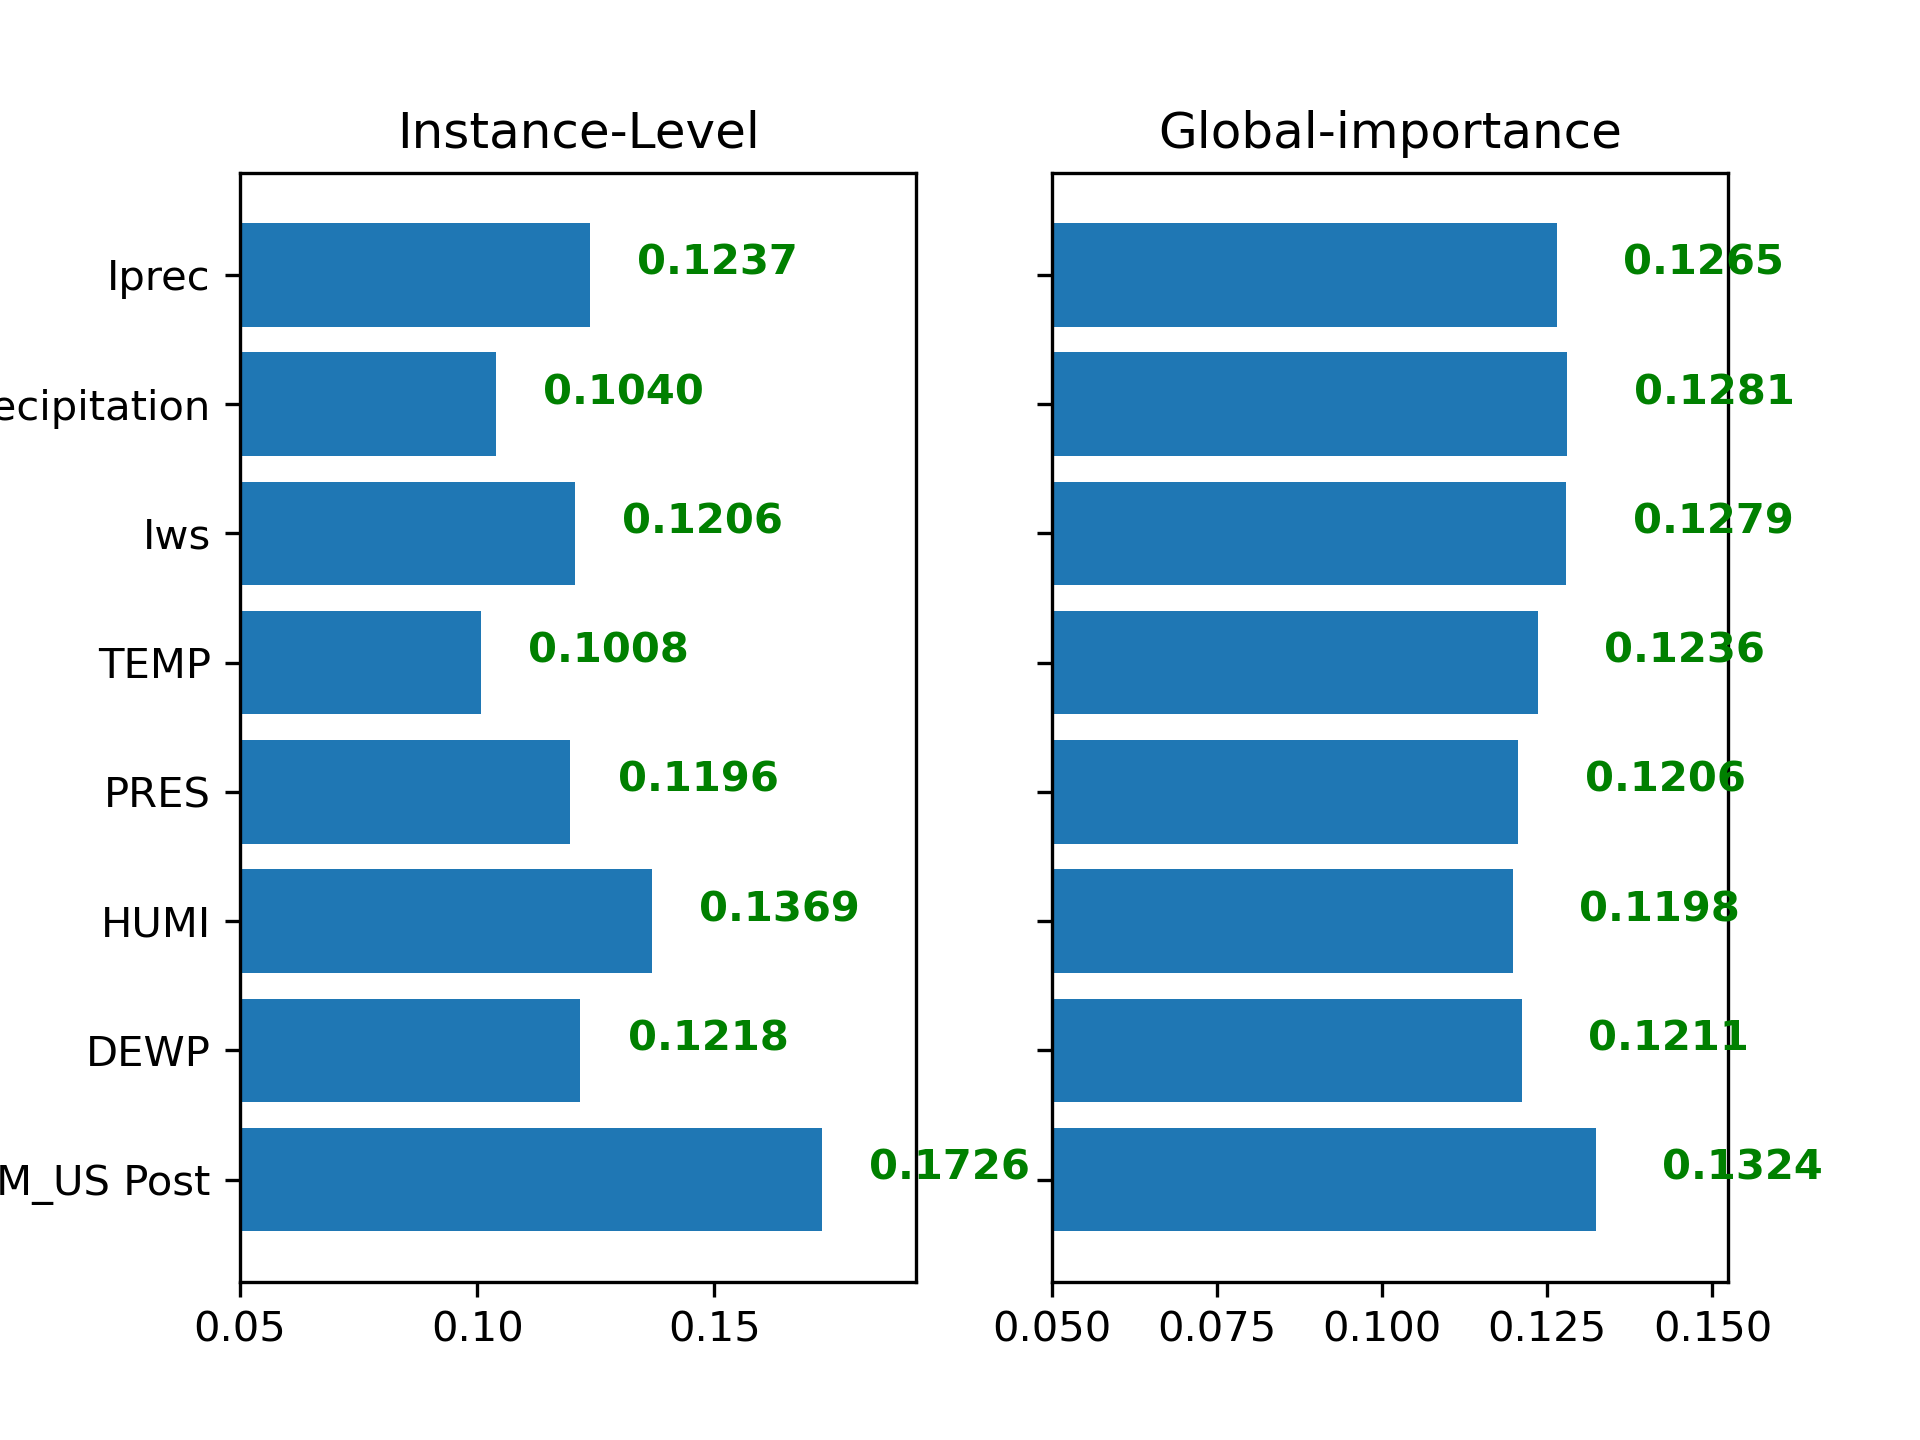 Instance-Level
Iprec
ecipitation
Iws
TEMP
PRES
HUMI
DEWP
M_US Post
0.1237
0.1040
0.1206
0.1008
0.1196
0.1369
0.1218
0.1726
0.05 0.10 0.15
Global-importance
0.1265
0.1281
0.1279
0.1236
0.1206
0.1198
0.1211
0.1324
0.050 0.075 0.100 0.125 0.150